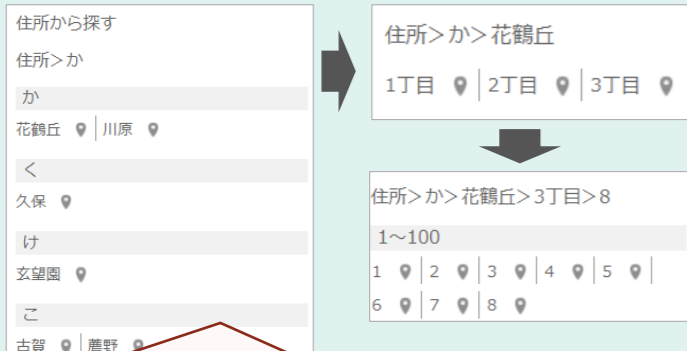 住所から探す
住所>か
か
花鶴丘 川原
く
久保
け
玄望園
こ
古賀 薦野
住所>か>花鶴丘
1丁目 2丁目 3丁目
住所>か>花鶴丘>3丁目>8
1～100
1 2 3 4 5
6 7 8